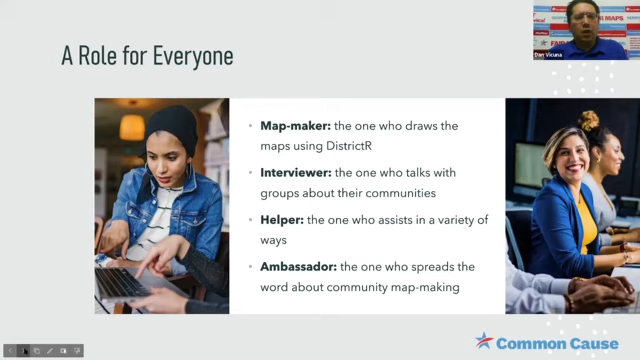 A Role for Everyone
Dan Vicuna
• Map-maker: the one who draws the
maps using DistrictR
• Interviewer: the one who talks with
groups about their communities
• Helper: the one who assists in a variety of
ways
• Ambassador: the one who spreads the
word about community map-making
Common Cause